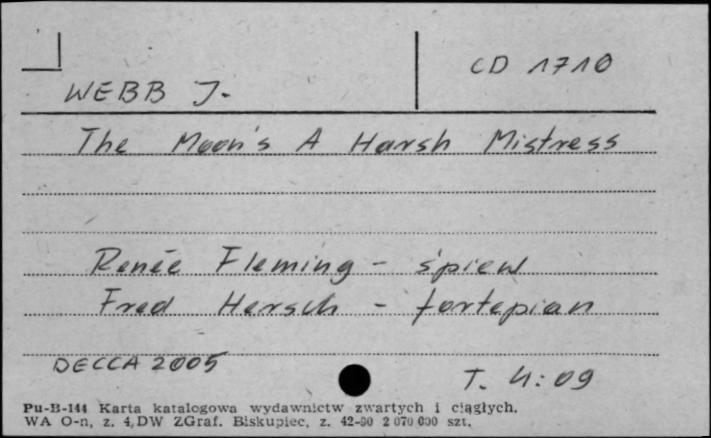 CD 1710
WEBB J.
The Moon's A Harsh Mistress
Renée Fleming - śpiew
Fred Hersch - fortepian
DECCA 2005
T. 4:09
Pu-B-144 Karta katalogowa wydawnictw zwartych i ciągłych.
WA O-n, z. 4, DW ZGraf. Biskupiec, z. 42-90 2 070 000 szt.